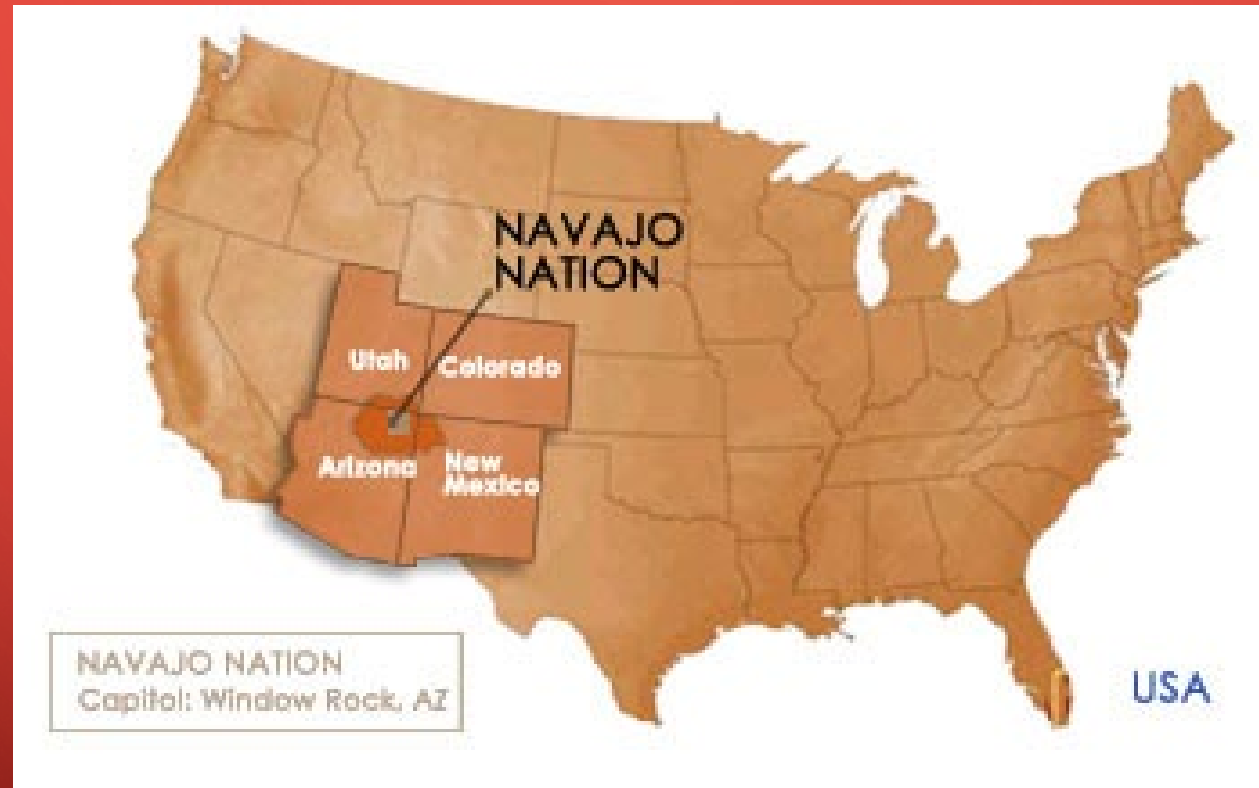 NAVAJO
NATION
Utah
Colorado
Arizona
New
Mexico
NAVAJO NATION
Capitol: Window Rock, AZ
USA